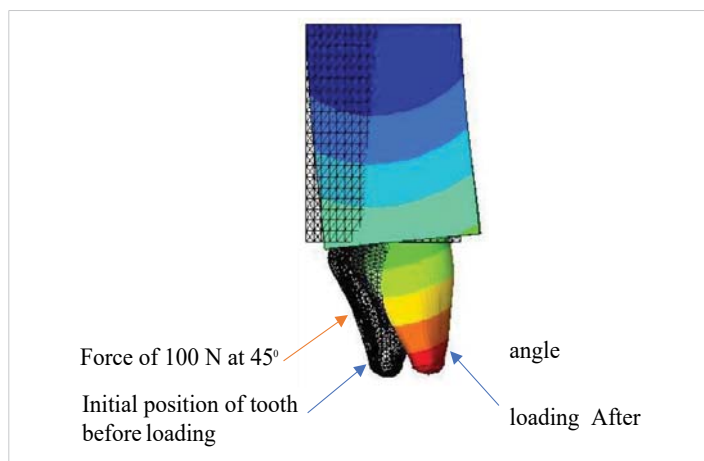 Force of 100 N at 45⁰
angle
Initial position of tooth
before loading
loading After